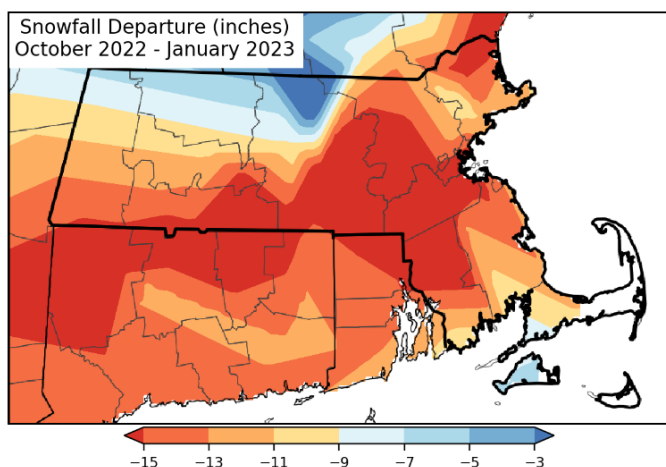 Snowfall Departure (inches)
October 2022 - January 2023
−15 −13 −11 −9 −7 −5 −3